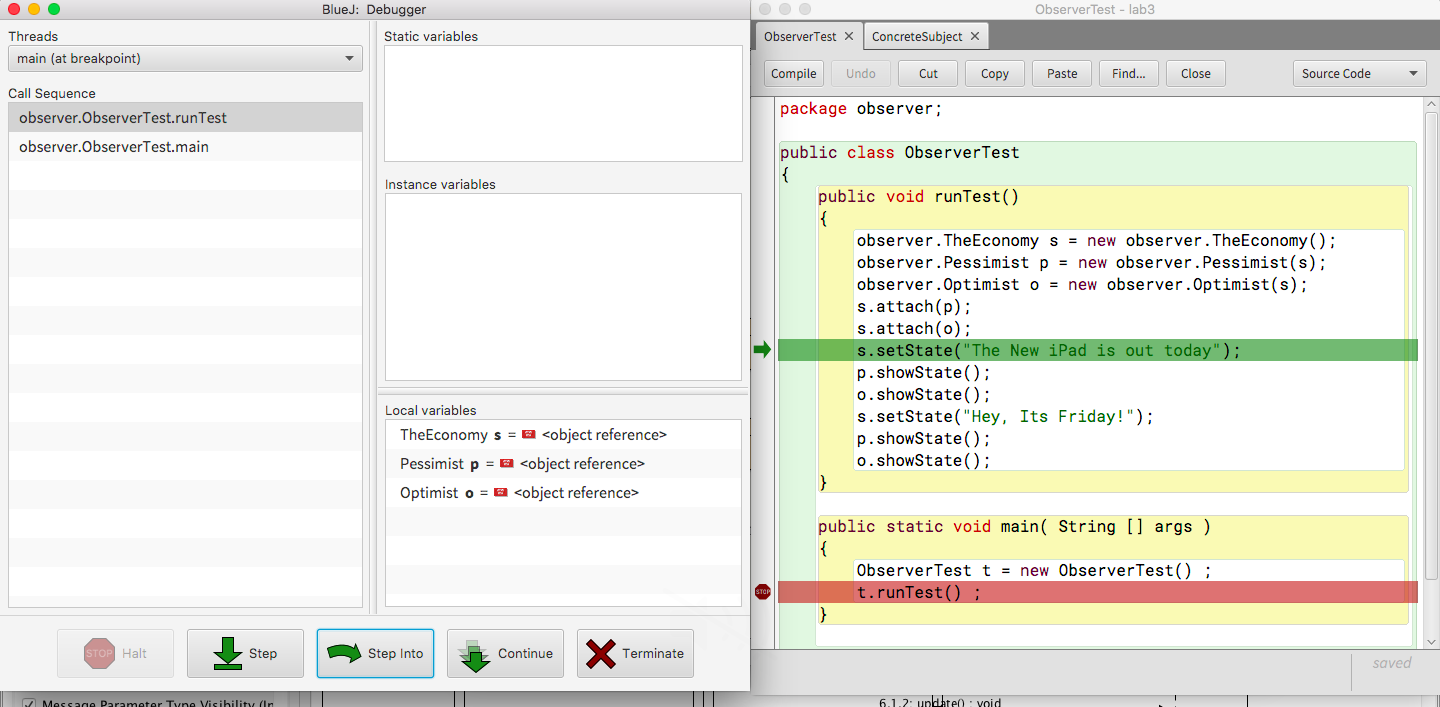 BlueJ: Debugger
Threads
main (at breakpoint)
Call Sequence
observer.ObserverTest.runTest
observer.ObserverTest.main
Static variables
Instance variables
Local variables
TheEconomy s = <object reference>
Pessimist p = <object reference>
Optimist o = <object reference>
STOP Halt
Step
Step Into
Continue
Terminate
ObserverTest - lab3
ObserverTest ✕ ConcreteSubject ✕
Compile Undo Cut Copy Paste Find... Close Source Code
package observer;
public class ObserverTest
{
public void runTest()
{
observer.TheEconomy s = new observer.TheEconomy();
observer.Pessimist p = new observer.Pessimist(s);
observer.Optimist o = new observer.Optimist(s);
s.attach(p);
s.attach(o);
s.setState("The New iPad is out today");
p.showState();
o.showState();
s.setState("Hey, Its Friday!");
p.showState();
o.showState();
}
public static void main( String [] args )
{
ObserverTest t = new ObserverTest() ;
STOP t.runTest() ;
}
saved
Message Parameter Type Visibility (In
6.1.2: update() : void